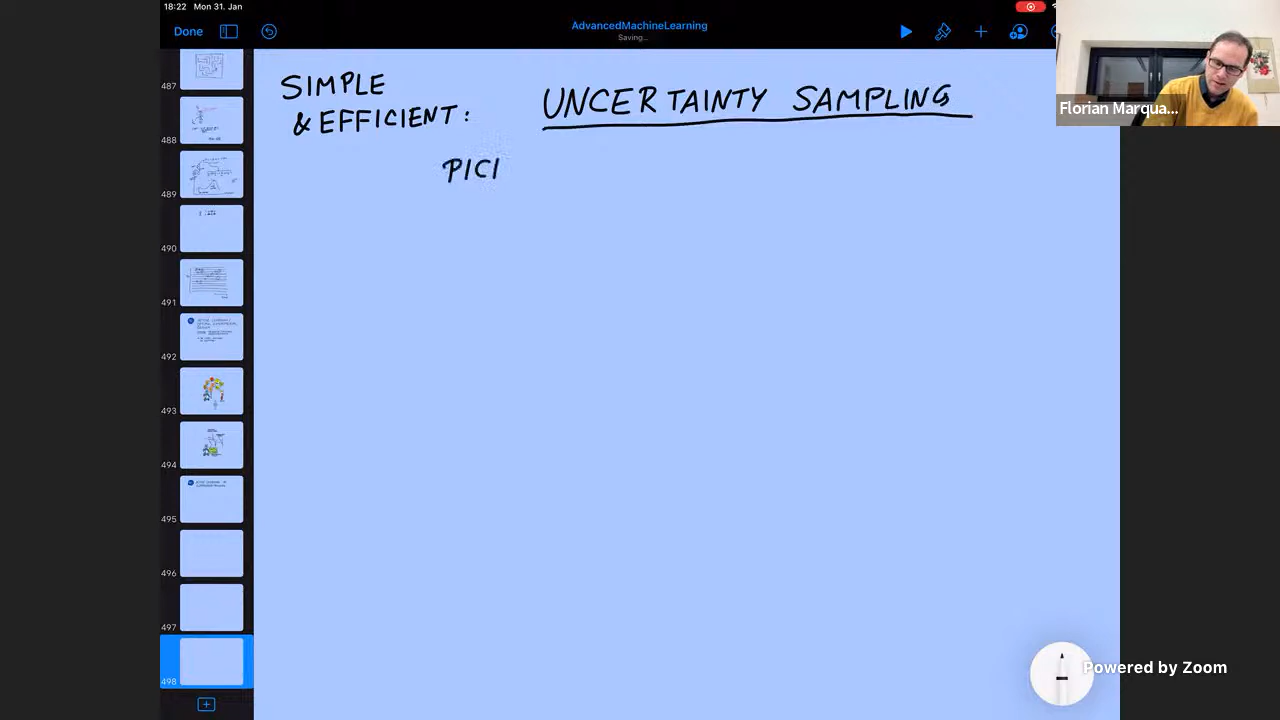 18:22 Mon 31. Jan
Done
AdvancedMachineLearning
Saving...
Florian Marqua...
SIMPLE
& EFFICIENT:
UNCERTAINTY SAMPLING
PICI
487
488
489
490
491
492
493
494
495
496
497
498
Powered by Zoom